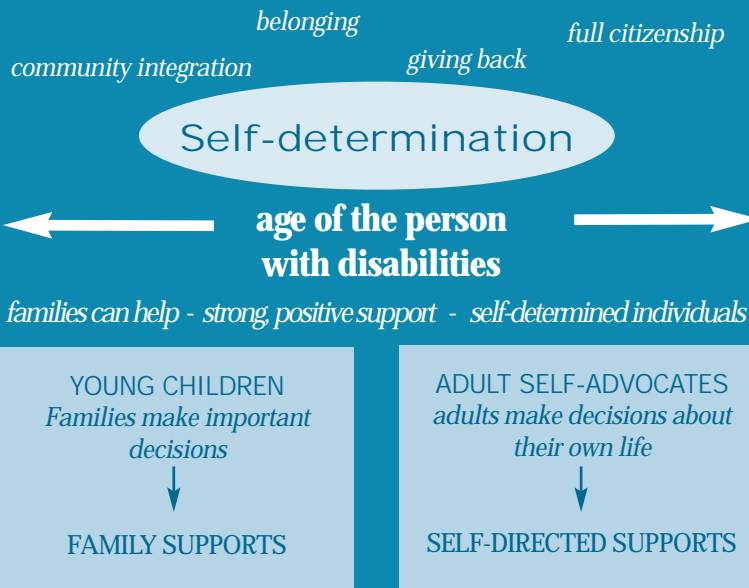 belonging
full citizenship
community integration
giving back
Self-determination
age of the person
with disabilities
families can help - strong, positive support - self-determined individuals
YOUNG CHILDREN
Families make important
decisions
FAMILY SUPPORTS
ADULT SELF-ADVOCATES
adults make decisions about
their own life
SELF-DIRECTED SUPPORTS